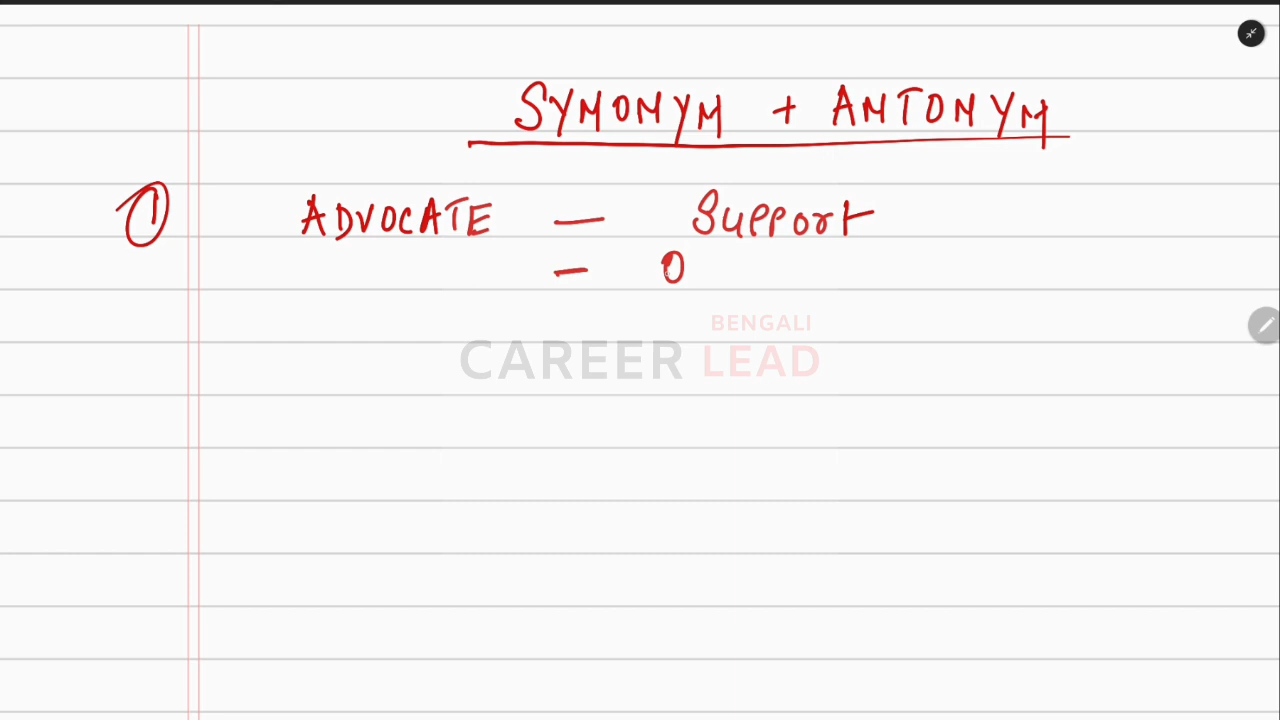 SYNONYM + ANTONYM
① ADVOCATE — Support
— O
BENGALI
CAREER LEAD